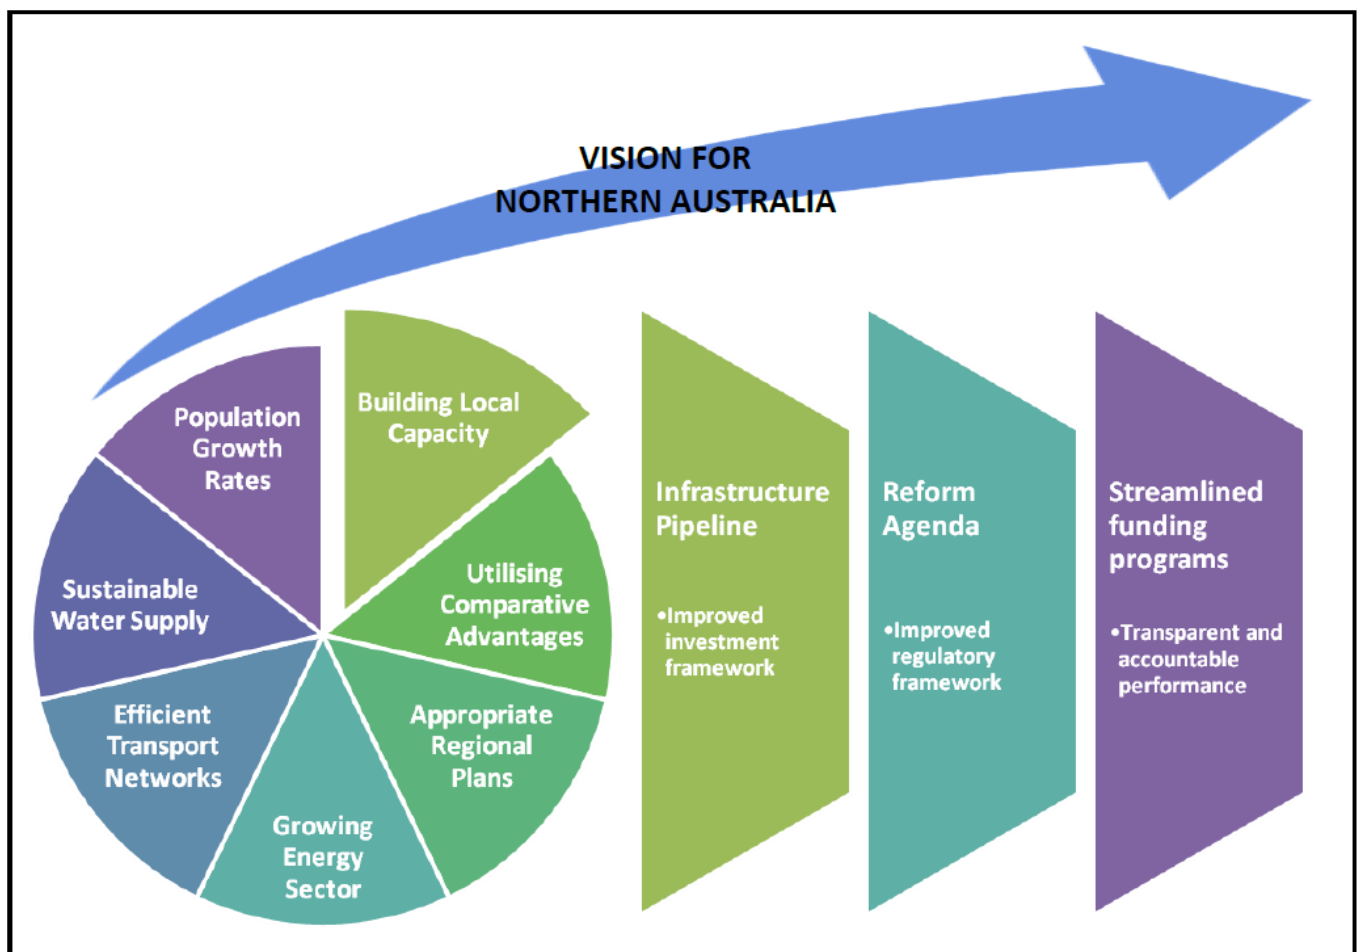 VISION FOR
NORTHERN AUSTRALIA
Population
Growth
Rates
Building Local
Capacity
Utilising
Comparative
Advantages
Appropriate
Regional
Plans
Growing
Energy
Sector
Efficient
Transport
Networks
Sustainable
Water Supply
Infrastructure
Pipeline
•Improved
investment
framework
Reform
Agenda
•Improved
regulatory
framework
Streamlined
funding
programs
•Transparent and
accountable
performance